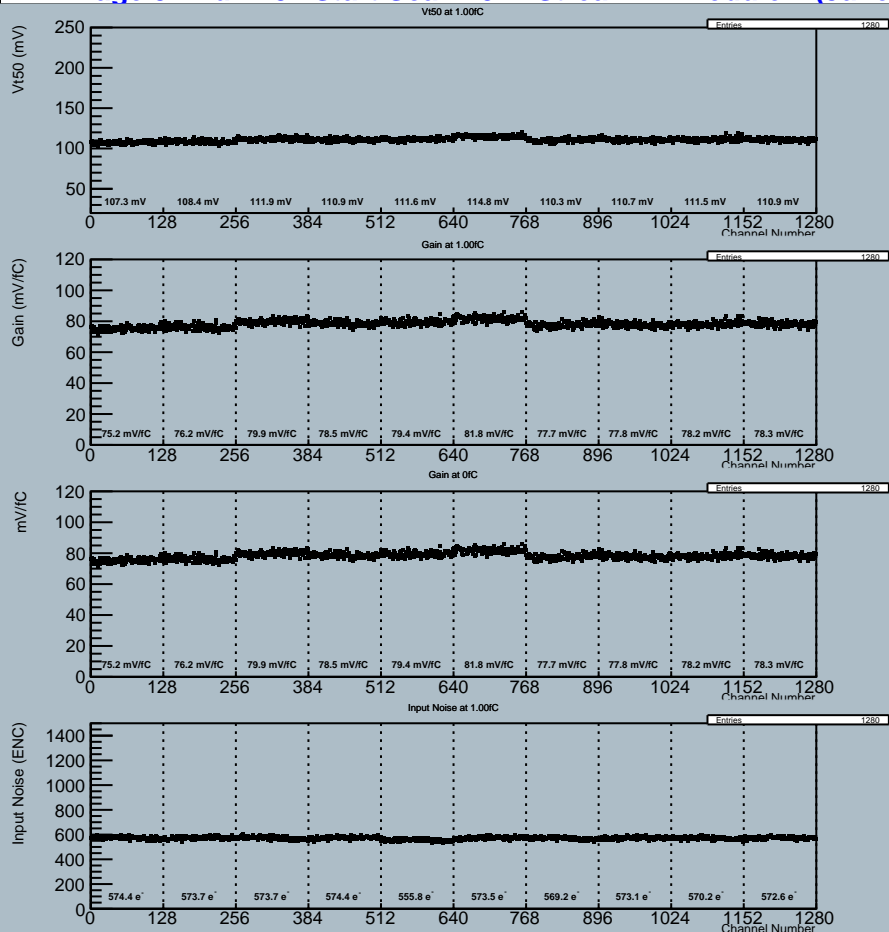 Vt50 at 1.00fC
Entries 1280
Vt50 (mV)
250
200
150
100
50
107.3 mV 108.4 mV 111.9 mV 110.9 mV 111.6 mV 114.8 mV 110.3 mV 110.7 mV 111.5 mV 110.9 mV
0 128 256 384 512 640 768 896 1024 1152 1280
Channel Number
Gain at 1.00fC
Entries 1280
Gain (mV/fC)
120
100
80
60
40
20
0
75.2 mV/fC 76.2 mV/fC 79.9 mV/fC 78.5 mV/fC 79.4 mV/fC 81.8 mV/fC 77.7 mV/fC 77.8 mV/fC 78.2 mV/fC 78.3 mV/fC
0 128 256 384 512 640 768 896 1024 1152 1280
Channel Number
Gain at 0fC
Entries 1280
mV/fC
120
100
80
60
40
20
0
75.2 mV/fC 76.2 mV/fC 79.9 mV/fC 78.5 mV/fC 79.4 mV/fC 81.8 mV/fC 77.7 mV/fC 77.8 mV/fC 78.2 mV/fC 78.3 mV/fC
0 128 256 384 512 640 768 896 1024 1152 1280
Channel Number
Input Noise at 1.00fC
Entries 1280
Input Noise (ENC)
1400
1200
1000
800
600
400
200
0
574.4 e⁻ 573.7 e⁻ 573.7 e⁻ 574.4 e⁻ 555.8 e⁻ 573.5 e⁻ 569.2 e⁻ 573.1 e⁻ 570.2 e⁻ 572.6 e⁻
0 128 256 384 512 640 768 896 1024 1152 1280
Channel Number